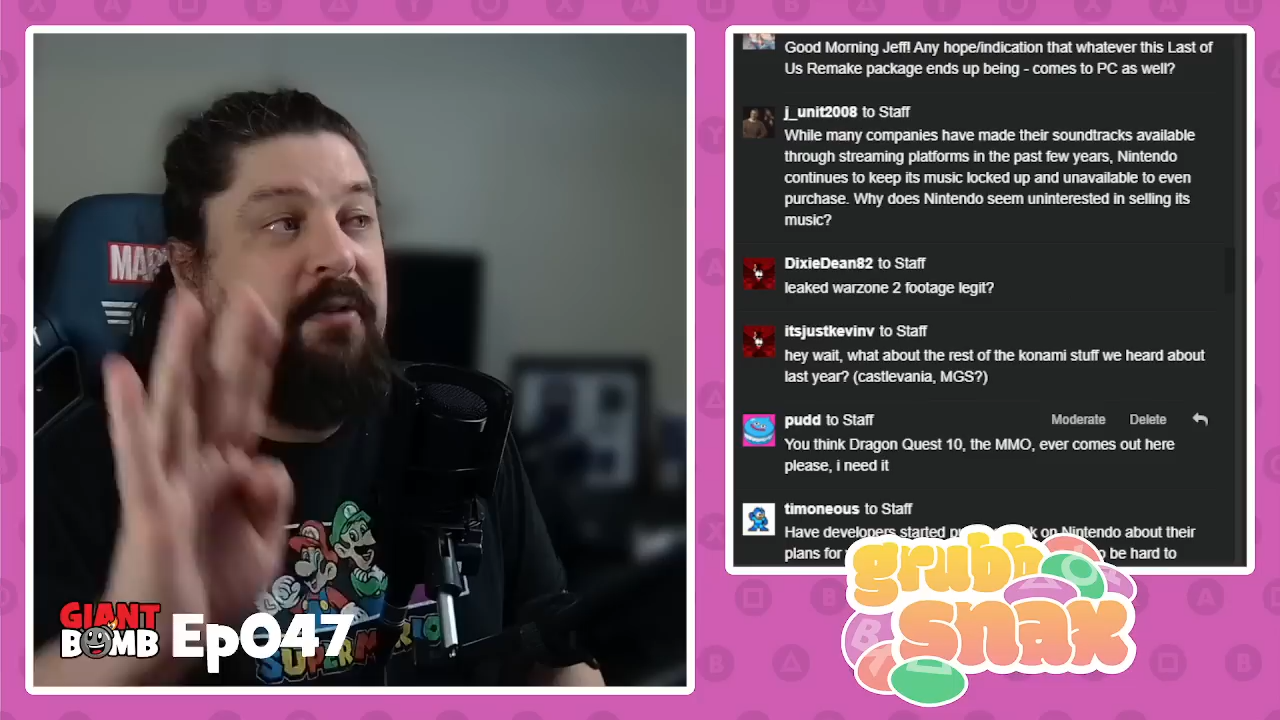 MAR
GIANT
BOMB
Ep047
SUPER MARIO
Good Morning Jeff! Any hope/indication that whatever this Last of
Us Remake package ends up being - comes to PC as well?
j_unit2008 to Staff
While many companies have made their soundtracks available
through streaming platforms in the past few years, Nintendo
continues to keep its music locked up and unavailable to even
purchase. Why does Nintendo seem uninterested in selling its
music?
DixieDean82 to Staff
leaked warzone 2 footage legit?
itsjustkevinv to Staff
hey wait, what about the rest of the konami stuff we heard about
last year? (castlevania, MGS?)
pudd to Staff Moderate Delete
You think Dragon Quest 10, the MMO, ever comes out here
please, i need it
timoneous to Staff
Have developers started on Nintendo about their
plans for to be hard to
grubb
snax